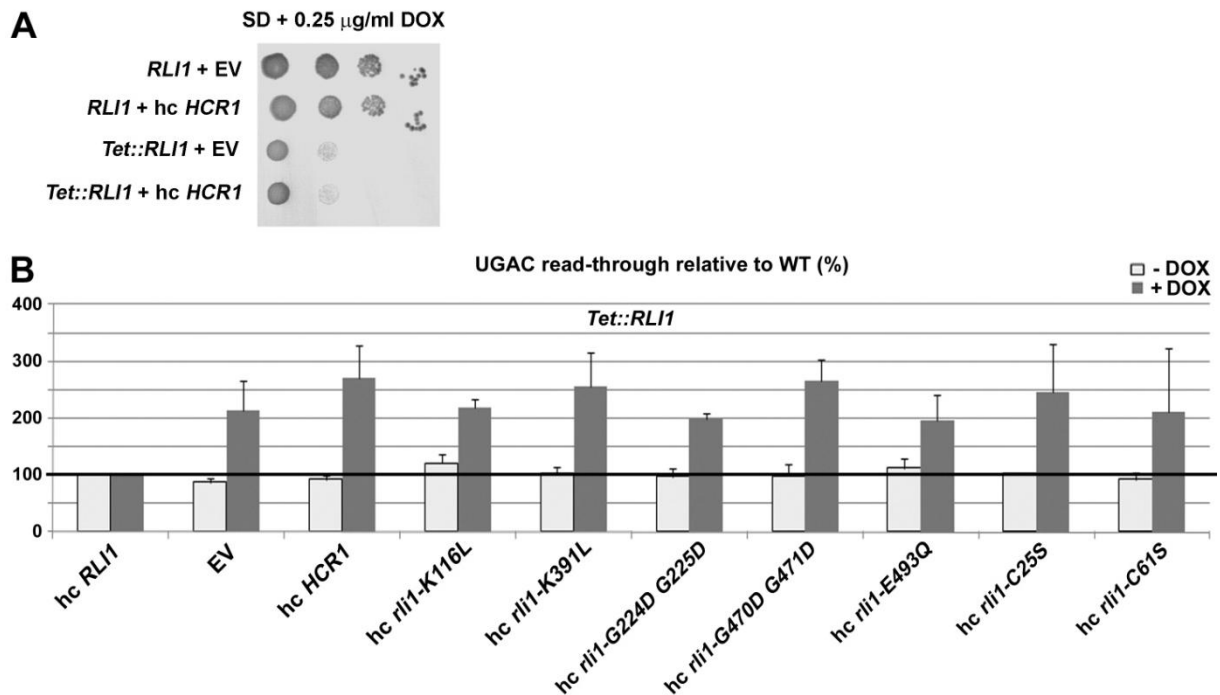 A
SD + 0.25 μg/ml DOX
RLI1 + EV
RLI1 + hc HCR1
Tet::RLI1 + EV
Tet::RLI1 + hc HCR1
B
UGAC read-through relative to WT (%)
- DOX
+ DOX
Tet::RLI1
400
300
200
100
0
hc RLI1
EV
hc HCR1
hc rli1-K116L
hc rli1-K391L
hc rli1-G224D G225D
hc rli1-G470D G471D
hc rli1-E493Q
hc rli1-C25S
hc rli1-C61S